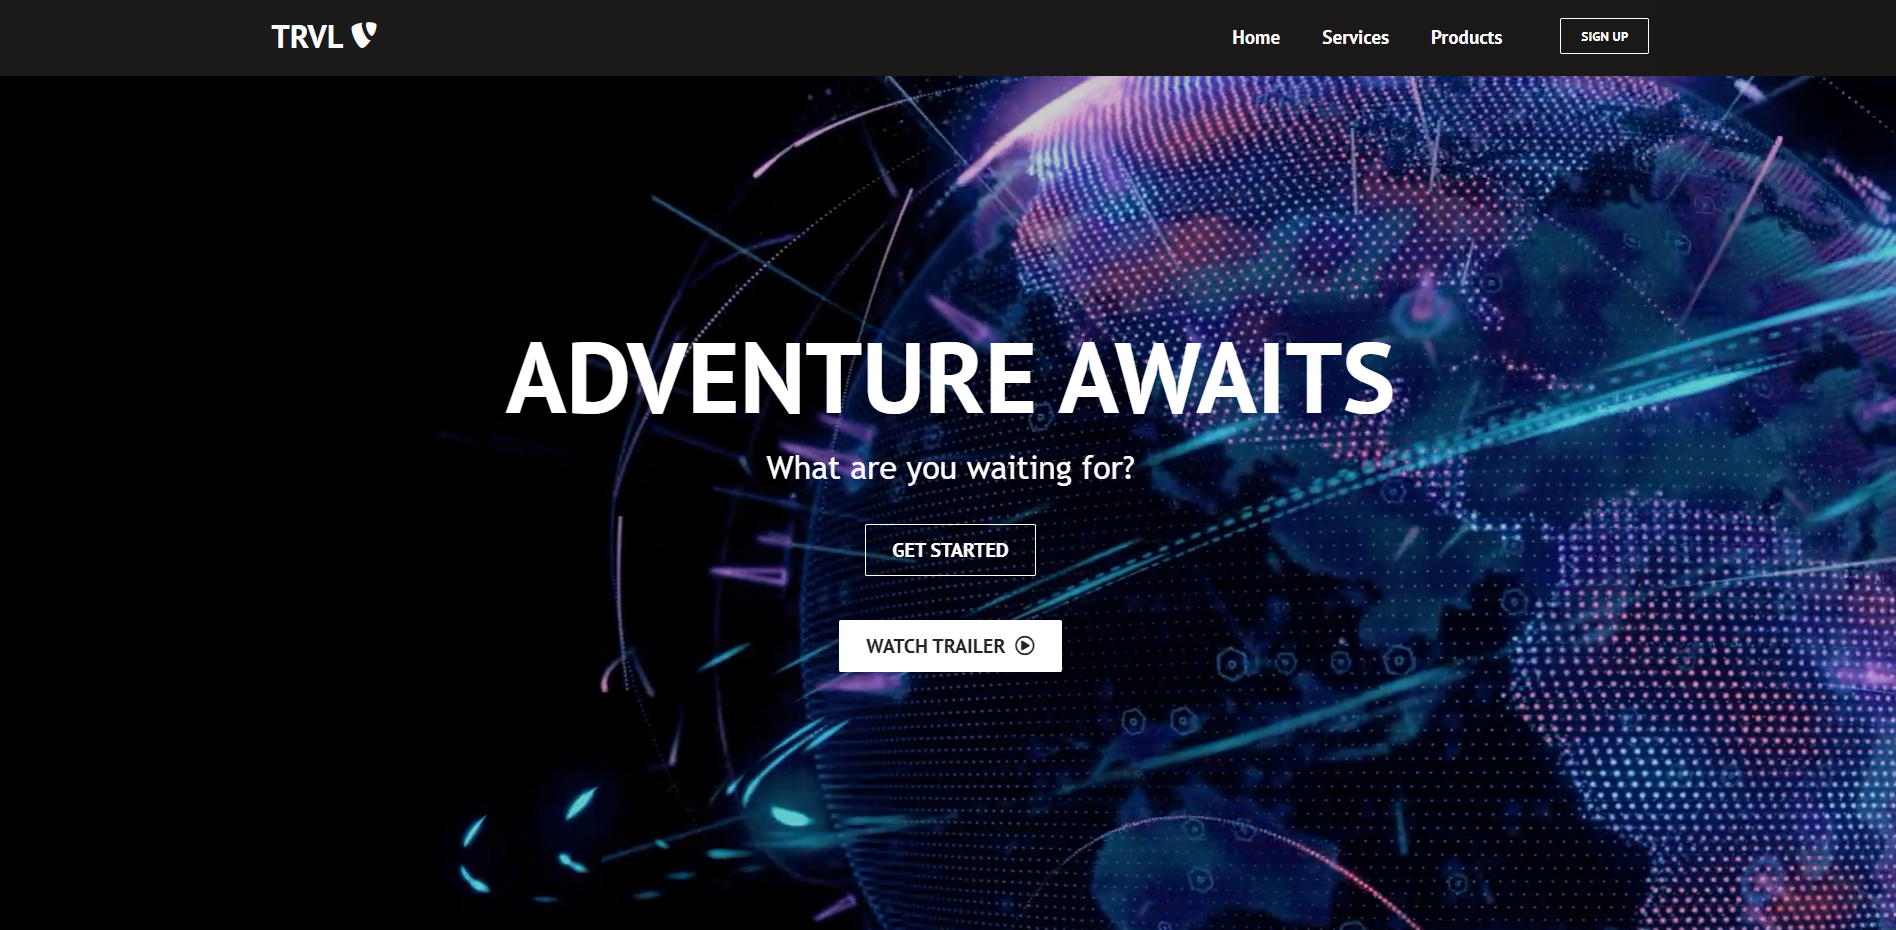 TRVL
Home Services Products SIGN UP
ADVENTURE AWAITS
What are you waiting for?
GET STARTED
WATCH TRAILER